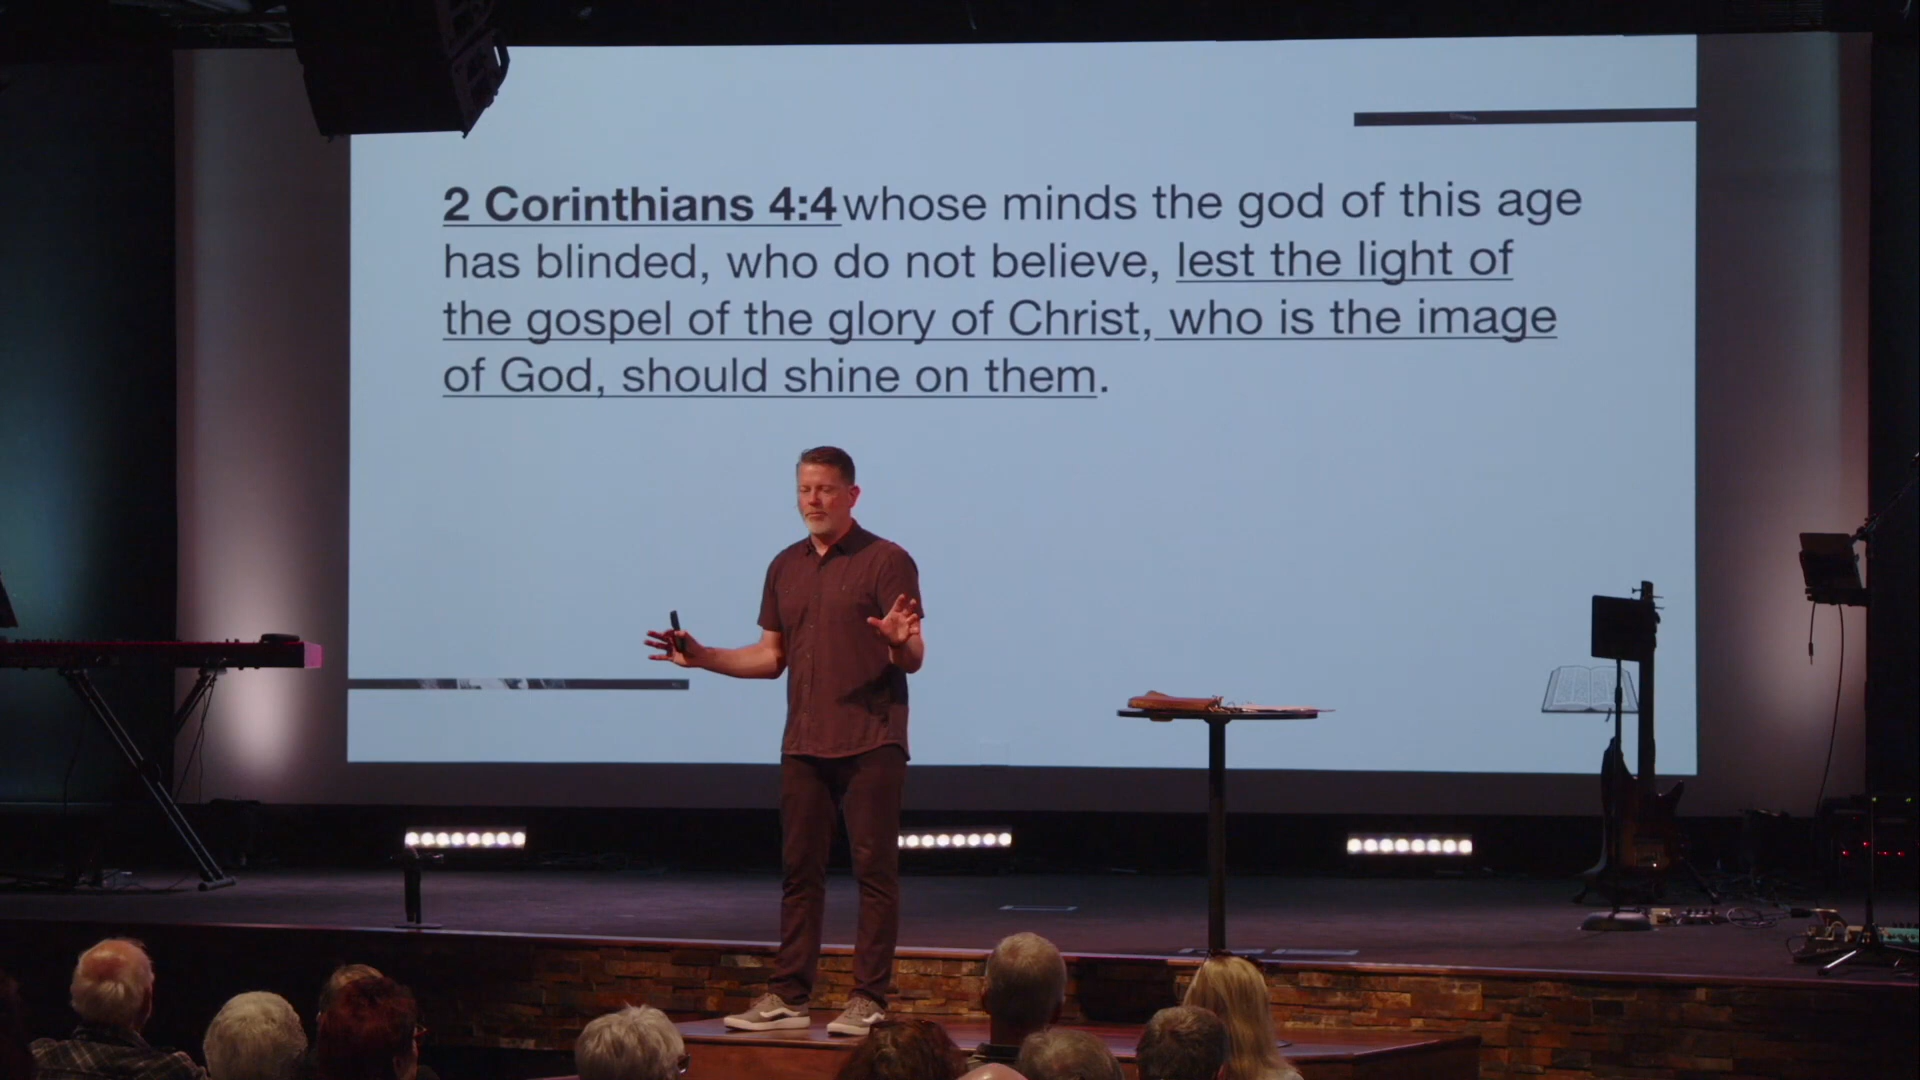 2 Corinthians 4:4 whose minds the god of this age
has blinded, who do not believe, lest the light of
the gospel of the glory of Christ, who is the image
of God, should shine on them.